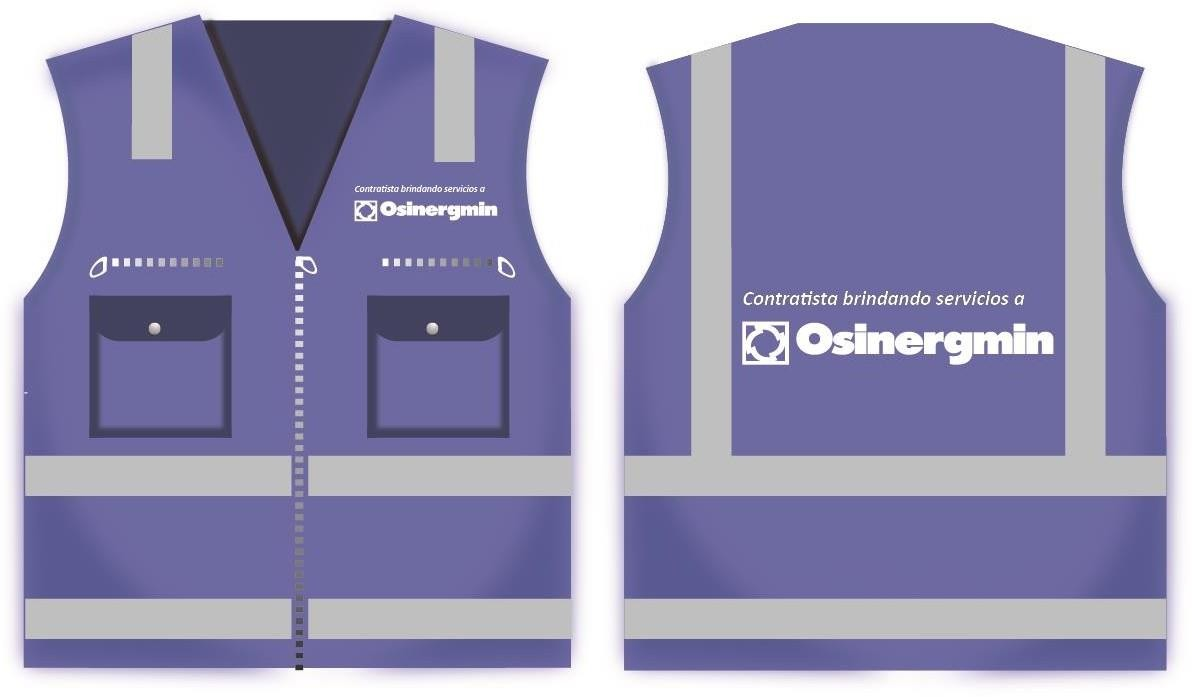 Contratista brindando servicios a
Osinergmin
Contratista brindando servicios a
Osinergmin